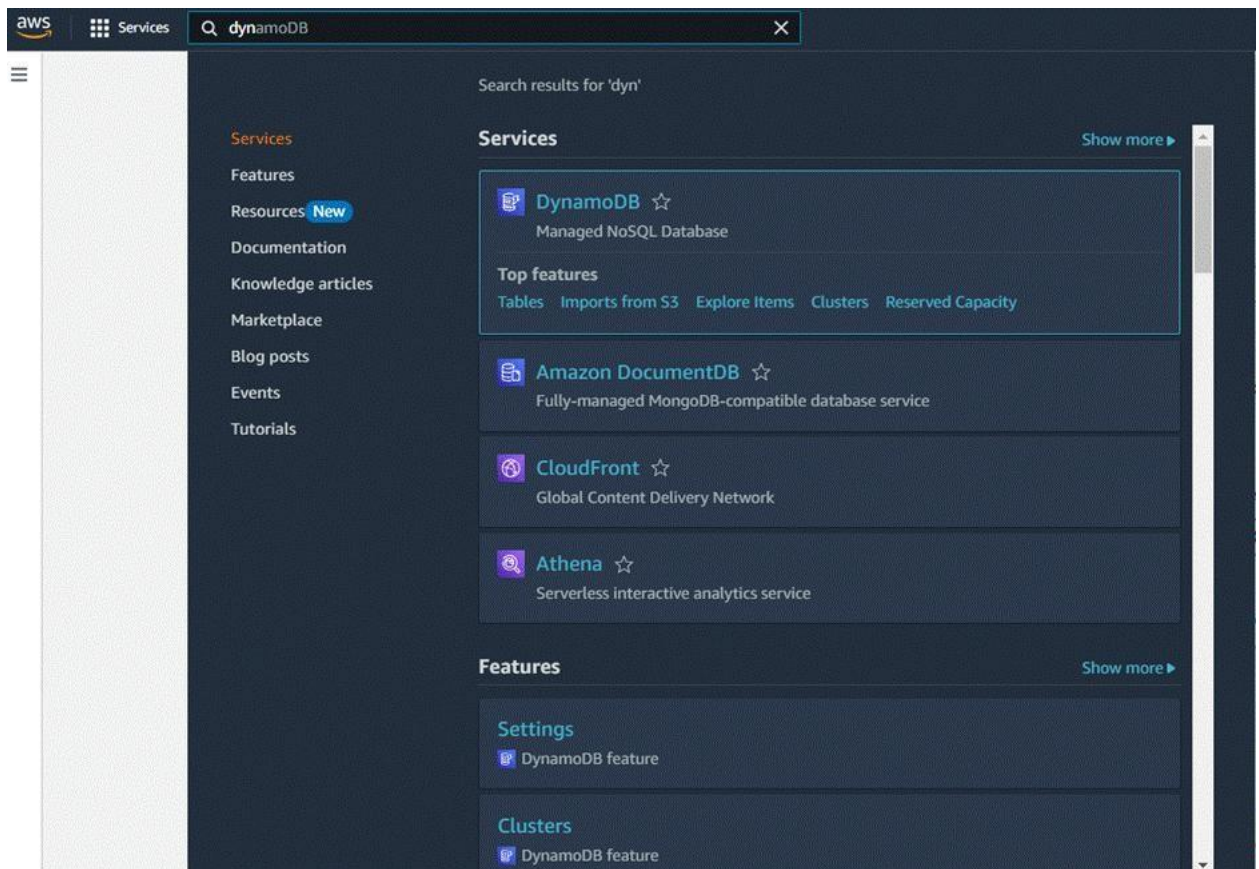 aws Services dynamoDB
Search results for 'dyn'
Services
Features
Resources New
Documentation
Knowledge articles
Marketplace
Blog posts
Events
Tutorials
Services Show more
DynamoDB
Managed NoSQL Database
Top features
Tables Imports from S3 Explore Items Clusters Reserved Capacity
Amazon DocumentDB
Fully-managed MongoDB-compatible database service
CloudFront
Global Content Delivery Network
Athena
Serverless interactive analytics service
Features Show more
Settings
DynamoDB feature
Clusters
DynamoDB feature